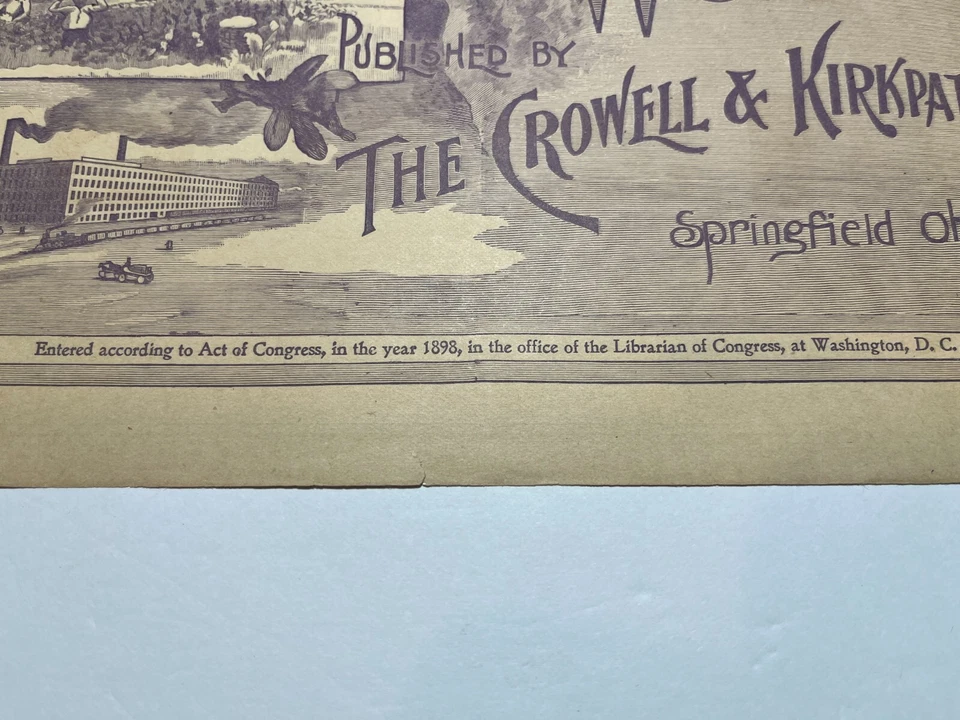 PUBLISHED BY
THE CROWELL & KIRKPAT
Springfield Oh
Entered according to Act of Congress, in the year 1898, in the office of the Librarian of Congress, at Washington, D. C.